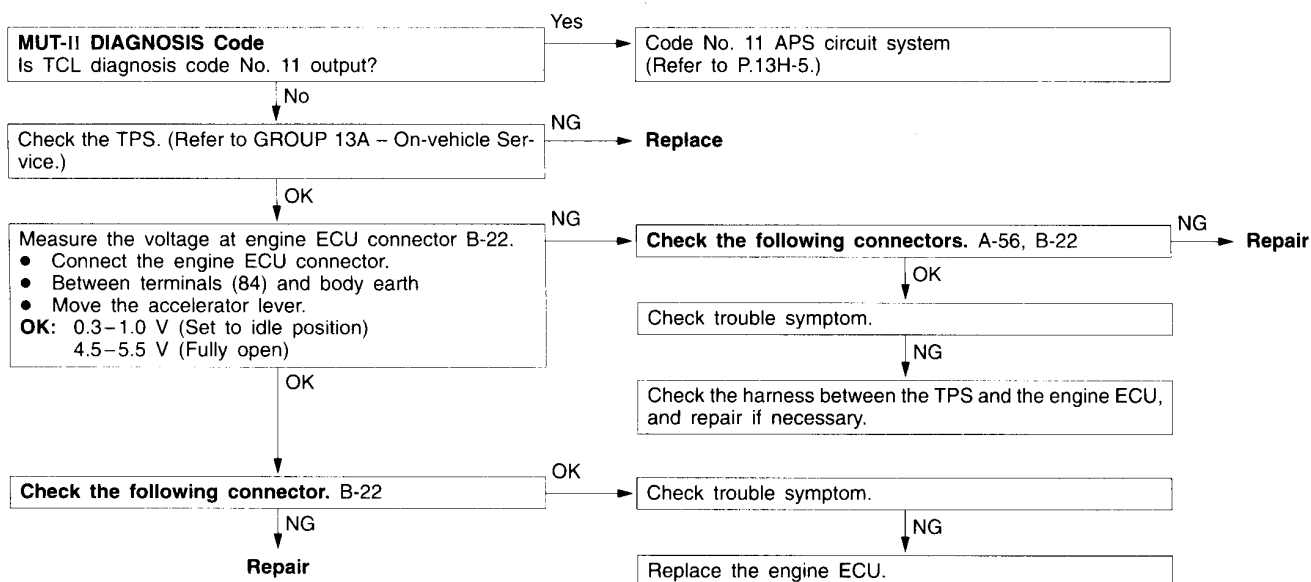 Yes
MUT-II DIAGNOSIS Code
Is TCL diagnosis code No. 11 output?
Code No. 11 APS circuit system
(Refer to P.13H-5.)
No
Check the TPS. (Refer to GROUP 13A – On-vehicle Ser-
vice.)
NG
Replace
OK
Measure the voltage at engine ECU connector B-22.
● Connect the engine ECU connector.
● Between terminals (84) and body earth
● Move the accelerator lever.
OK: 0.3–1.0 V (Set to idle position)
4.5–5.5 V (Fully open)
NG
Check the following connectors. A-56, B-22
NG
Repair
OK
Check trouble symptom.
NG
Check the harness between the TPS and the engine ECU,
and repair if necessary.
OK
Check the following connector. B-22
OK
Check trouble symptom.
NG
Repair
NG
Replace the engine ECU.